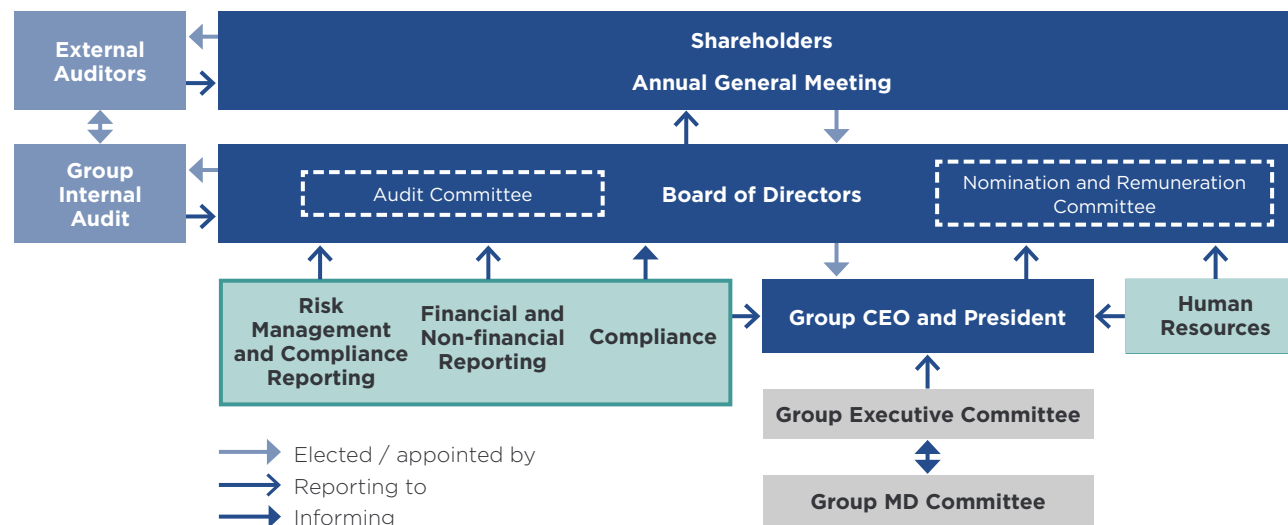 External
Auditors
Shareholders
Annual General Meeting
Group
Internal
Audit
Audit Committee
Board of Directors
Nomination and Remuneration
Committee
Risk
Management
and Compliance
Reporting
Financial and
Non-financial
Reporting
Compliance
Group CEO and President
Human
Resources
Group Executive Committee
Group MD Committee
Elected / appointed by
Reporting to
Informing